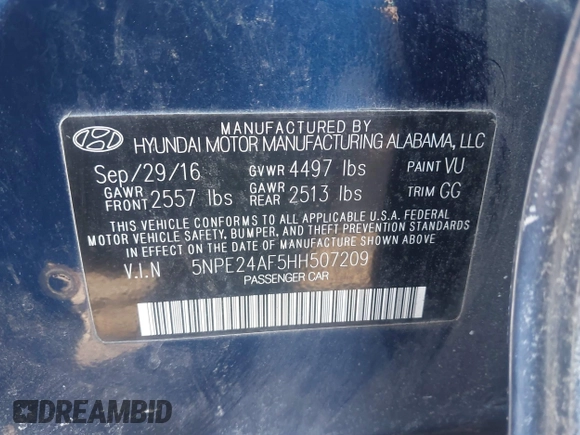 MANUFACTURED BY
HYUNDAI MOTOR MANUFACTURING ALABAMA, LLC
Sep/29/16 GVWR 4497 lbs PAINT VU
GAWR FRONT 2557 lbs GAWR REAR 2513 lbs TRIM GG
THIS VEHICLE CONFORMS TO ALL APPLICABLE U.S.A. FEDERAL
MOTOR VEHICLE SAFETY, BUMPER, AND THEFT PREVENTION STANDARDS
IN EFFECT ON THE DATE OF MANUFACTURE SHOWN ABOVE.
V.I.N 5NPE24AF5HH507209
PASSENGER CAR
DREAMBID